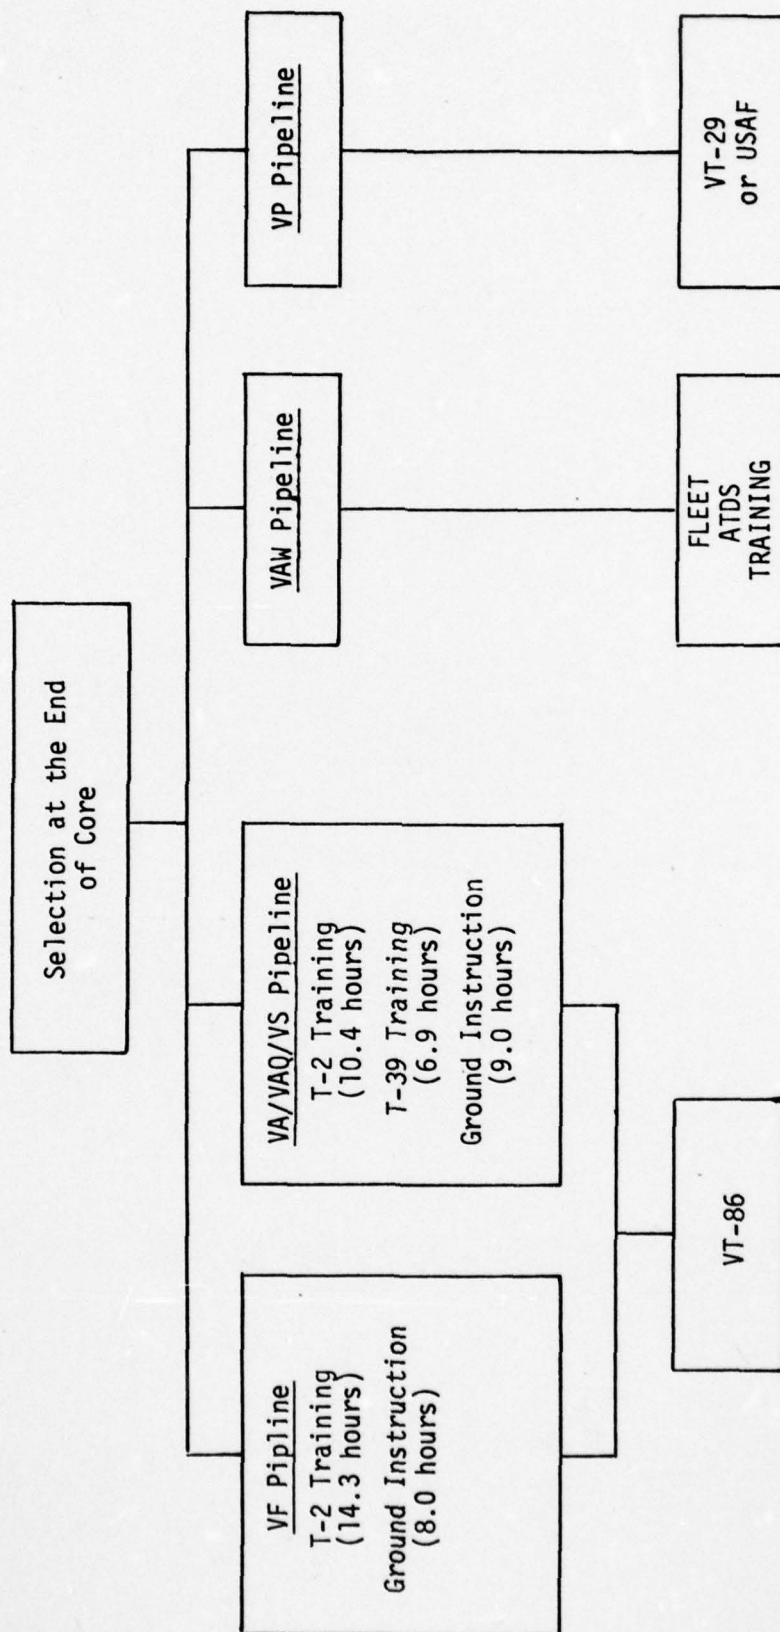 Selection at the End
of Core
VF Pipline
T-2 Training
(14.3 hours)
Ground Instruction
(8.0 hours)
VA/VAQ/VS Pipeline
T-2 Training
(10.4 hours)
T-39 Training
(6.9 hours)
Ground Instruction
(9.0 hours)
VAW Pipeline
VP Pipeline
VT-86
FLEET
ATDS
TRAINING
VT-29
or USAF